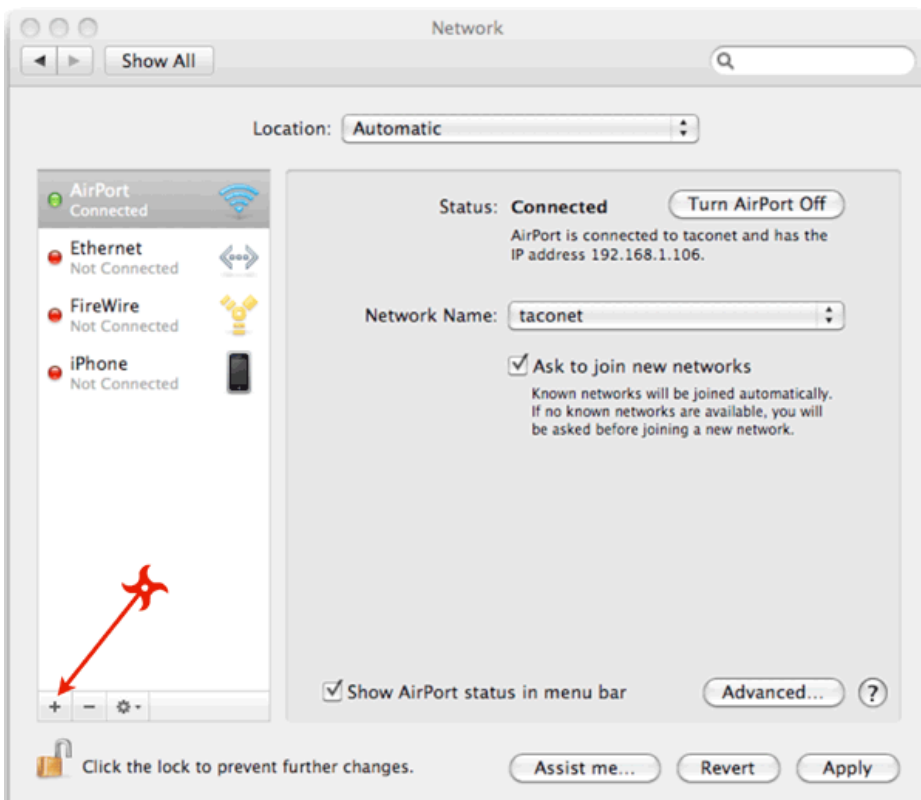 Network
Show All
Location: Automatic
AirPort
Connected
Ethernet
Not Connected
FireWire
Not Connected
iPhone
Not Connected
Status: Connected
Turn AirPort Off
AirPort is connected to taconet and has the
IP address 192.168.1.106.
Network Name: taconet
Ask to join new networks
Known networks will be joined automatically.
If no known networks are available, you will
be asked before joining a new network.
Show AirPort status in menu bar
Advanced...
?
+ −
Click the lock to prevent further changes.
Assist me...
Revert
Apply